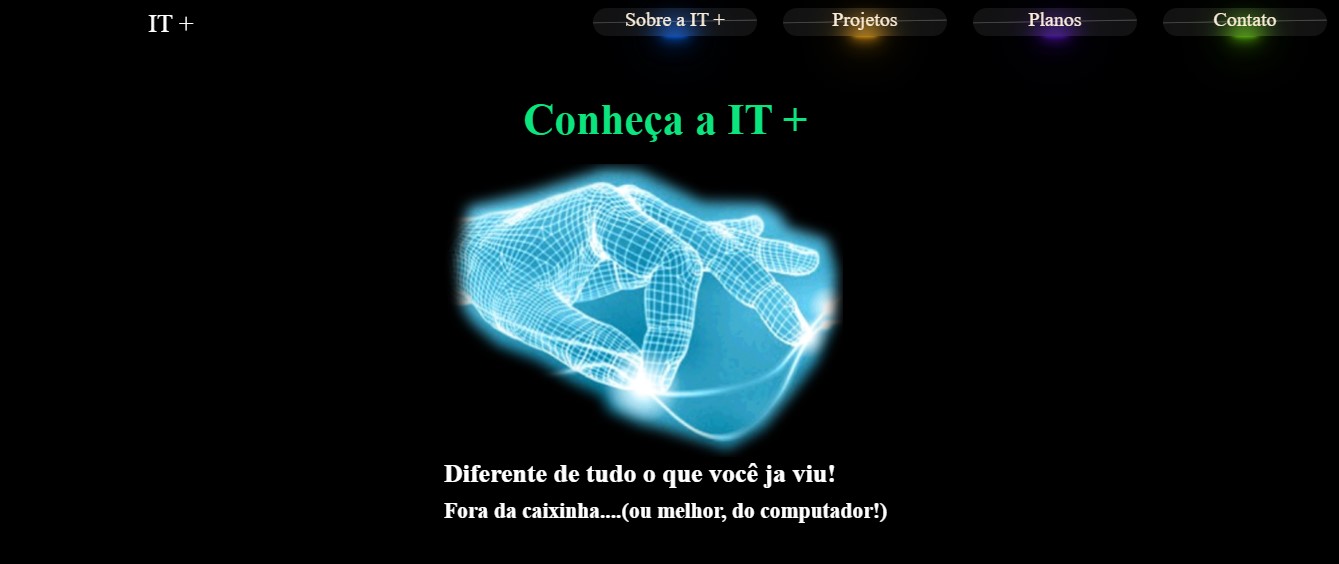 IT +
Sobre a IT +
Projetos
Planos
Contato
Conheça a IT +
Diferente de tudo o que você ja viu!
Fora da caixinha....(ou melhor, do computador!)